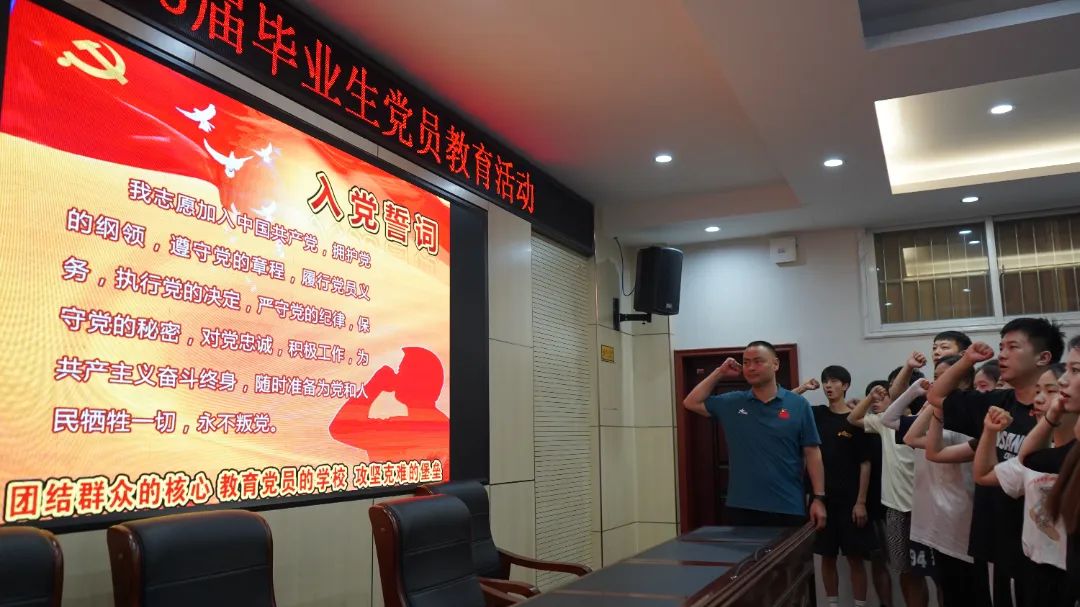 届毕业生党员教育活动
入党誓词
我志愿加入中国共产党，拥护党
的纲领，遵守党的章程，履行党员义
务，执行党的决定，严守党的纪律，保
守党的秘密，对党忠诚，积极工作，为
共产主义奋斗终身，随时准备为党和人
民牺牲一切，永不叛党。
团结群众的核心 教育党员的学校 攻坚克难的堡垒
94